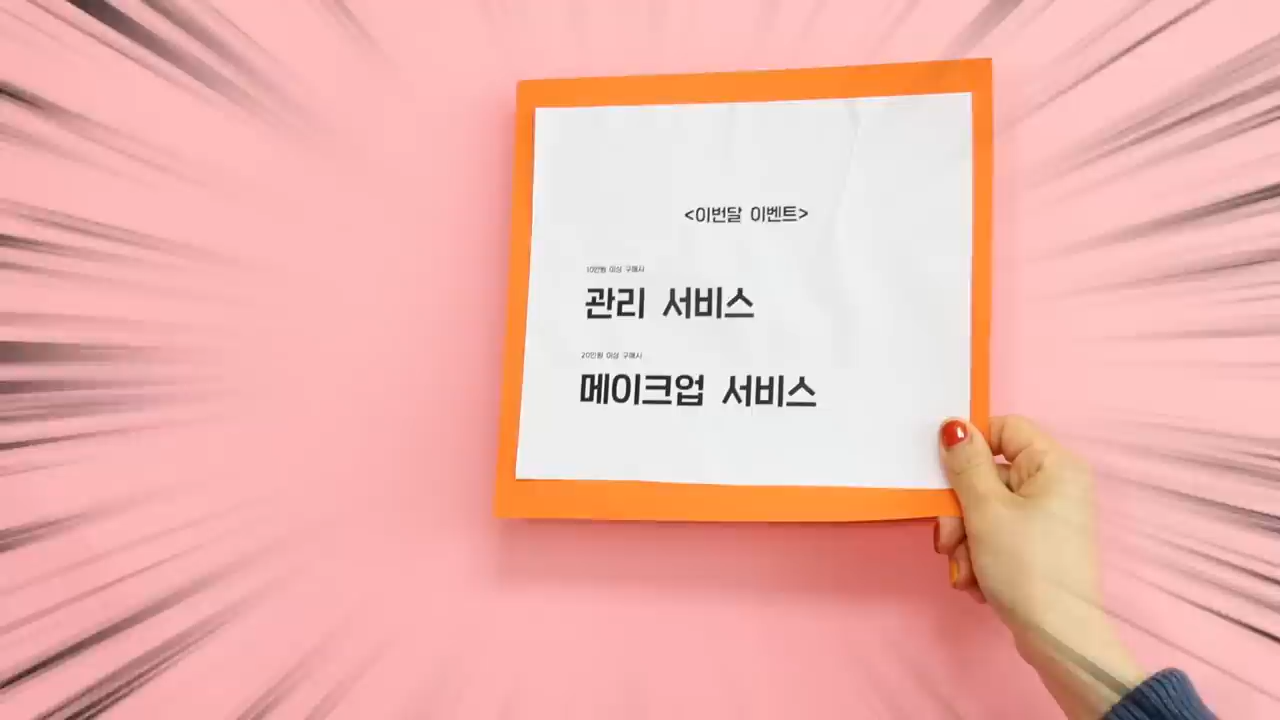 <이번달 이벤트>
10만원 이상 구매시
관리 서비스
20만원 이상 구매시
메이크업 서비스